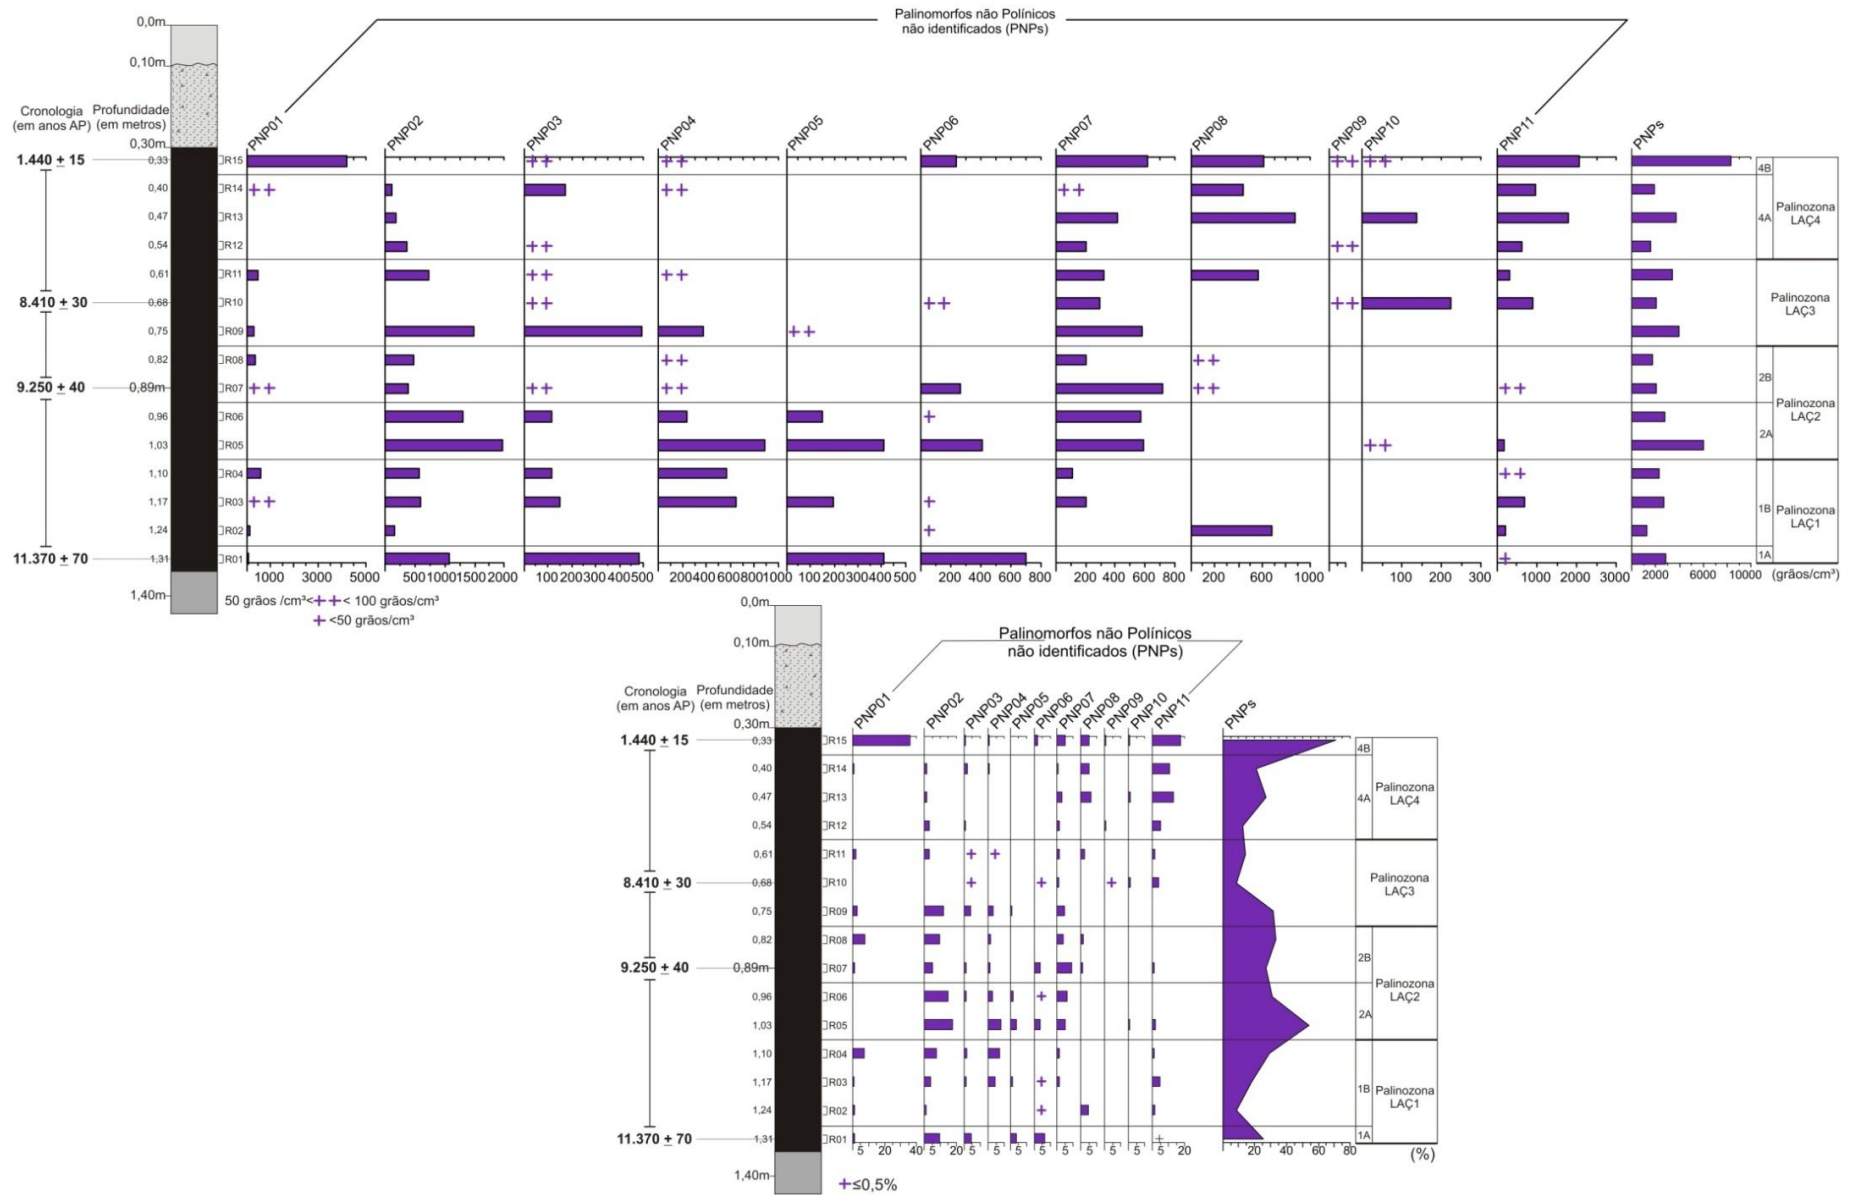 Palinomorfos não Polínicos
não identificados (PNPs)
0,0m
0,10m
Cronologia Profundidade
(em anos AP) (em metros)
0,30m
PNP01 PNP02 PNP03 PNP04 PNP05 PNP06 PNP07 PNP08 PNP09 PNP10 PNP11 PNPs
1.440 ± 15 0,33 R15 ++ ++ ++ ++ 4B
0,40 R14 ++ ++ ++
0,47 R13 4A Palinozona
LAÇ4
0,54 R12 ++ ++
0,61 R11 ++ ++
8.410 ± 30 0,68 R10 ++ ++ ++ Palinozona
LAÇ3
0,75 R09 ++
0,82 R08 ++ ++
9.250 ± 40 0,89m R07 ++ ++ ++ ++ ++ 2B
Palinozona
LAÇ2
0,96 R06 +
1,03 R05 ++ 2A
1,10 R04 ++
1,17 R03 ++ + 1B Palinozona
LAÇ1
1,24 R02 +
11.370 ± 70 1,31 R01 + 1A
1000 3000 5000 500 1000 1500 2000 100 200 300 400 500 200 400 600 800 1000 100 200 300 400 500 200 400 600 800 200 400 600 800 200 600 1000 100 200 300 1000 2000 3000 2000 6000 10000 (grãos/cm³)
1,40m
50 grãos /cm³<++< 100 grãos/cm³
+<50 grãos/cm³
0,0m
Palinomorfos não Polínicos
não identificados (PNPs)
0,10m
Cronologia Profundidade
(em anos AP) (em metros)
0,30m
PNP01 PNP02 PNP03 PNP04 PNP05 PNP06 PNP07 PNP08 PNP09 PNP10 PNP11 PNPs
1.440 ± 15 0,33 R15 4B
0,40 R14
0,47 R13 4A Palinozona
LAÇ4
0,54 R12
0,61 R11 + +
8.410 ± 30 0,68 R10 + + + Palinozona
LAÇ3
0,75 R09
0,82 R08
9.250 ± 40 0,89m R07 2B
Palinozona
LAÇ2
0,96 R06 +
1,03 R05 2A
1,10 R04
1,17 R03 + 1B Palinozona
LAÇ1
1,24 R02 +
11.370 ± 70 1,31 R01 + 1A
5 20 40 5 20 5 5 5 5 5 5 5 5 5 20 20 40 60 80 (%)
1,40m
+≤0,5%